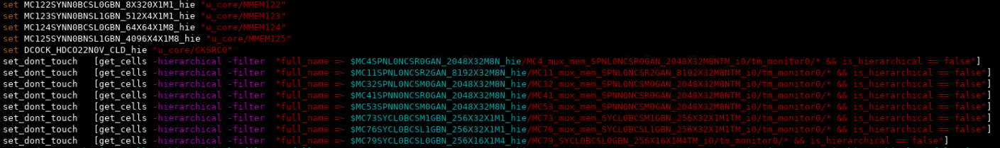 set MC122SYNN0BCSL0GBN_8X320X1M1_hie "u_core/MMEM122"
set MC123SYNN0BNSL1GBN_512X4X1M1_hie "u_core/MMEM123"
set MC124SYNN0BCSL0GBN_64X64X1M8_hie "u_core/MMEM124"
set MC125SYNN0BNSL1GBN_4096X4X1M8_hie "u_core/MMEM125"
set DCOCK_HDCO22N0V_CLD_hie "u_core/CKSRC0"
set_dont_touch   [get_cells -hierarchical -filter  "full_name =~ $MC4SPNL0NCSR0GAN_2048X32M8N_hie/MC4_mux_mem_SPNL0NCSR0GAN_2048X32M8NTM_i0/tm_monitor0/* && is_hierarchical == false"]
set_dont_touch   [get_cells -hierarchical -filter  "full_name =~ $MC11SPNL0NCSR2GAN_8192X32M8N_hie/MC11_mux_mem_SPNL0NCSR2GAN_8192X32M8NTM_i0/tm_monitor0/* && is_hierarchical == false"]
set_dont_touch   [get_cells -hierarchical -filter  "full_name =~ $MC32SPNL0NCSM0GAN_2048X32M8N_hie/MC32_mux_mem_SPNL0NCSM0GAN_2048X32M8NTM_i0/tm_monitor0/* && is_hierarchical == false"]
set_dont_touch   [get_cells -hierarchical -filter  "full_name =~ $MC41SPNN0NCSR0GAN_2048X32M8N_hie/MC41_mux_mem_SPNN0NCSR0GAN_2048X32M8NTM_i0/tm_monitor0/* && is_hierarchical == false"]
set_dont_touch   [get_cells -hierarchical -filter  "full_name =~ $MC53SPNN0NCSM0GAN_2048X32M8N_hie/MC53_mux_mem_SPNN0NCSM0GAN_2048X32M8NTM_i0/tm_monitor0/* && is_hierarchical == false"]
set_dont_touch   [get_cells -hierarchical -filter  "full_name =~ $MC73SYCL0BCSM1GBN_256X32X1M1_hie/MC73_mux_mem_SYCL0BCSM1GBN_256X32X1M1TM_i0/tm_monitor0/* && is_hierarchical == false"]
set_dont_touch   [get_cells -hierarchical -filter  "full_name =~ $MC76SYCL0BCSL1GBN_256X32X1M1_hie/MC76_mux_mem_SYCL0BCSL1GBN_256X32X1M1TM_i0/tm_monitor0/* && is_hierarchical == false"]
set_dont_touch   [get_cells -hierarchical -filter  "full_name =~ $MC79SYCL0BCSL0GBN_256X16X1M4_hie/MC79_SYCL0BCSL0GBN_256X16X1M4TM_i0/tm_monitor0/* && is_hierarchical == false"]